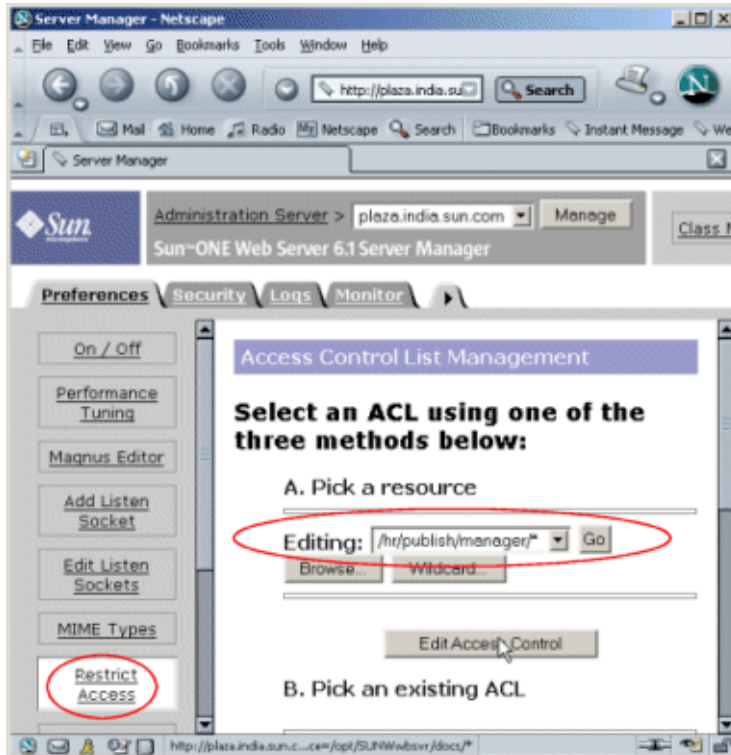 Server Manager - Netscape
File Edit View Go Bookmarks Tools Window Help
http://plaza.india.su Search
Mail Home Radio My Netscape Search Bookmarks Instant Message We
Server Manager
Sun microsystems
Administration Server > plaza.india.sun.com Manage
Class M
Sun ONE Web Server 6.1 Server Manager
Preferences Security Logs Monitor
On / Off
Performance
Tuning
Magnus Editor
Add Listen
Socket
Edit Listen
Sockets
MIME Types
Restrict
Access
Access Control List Management
Select an ACL using one of the
three methods below:
A. Pick a resource
Editing: /hr/publish/manager/* Go
Browse... Wildcard...
Edit Access Control
B. Pick an existing ACL
http://plaza.india.sun.c...ce=/opt/SUNWwbsvr/docs/*